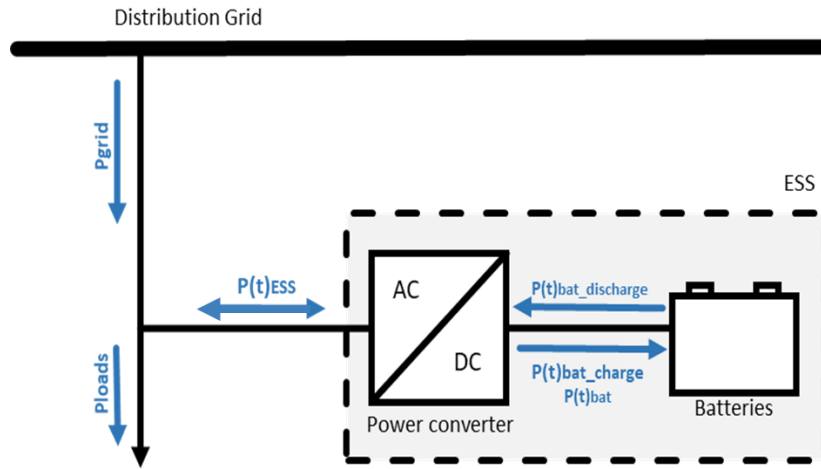 Distribution Grid
Pgrid
ESS
P(t)ESS
AC
DC
P(t)bat_discharge
P(t)bat_charge
P(t)bat
Ploads
Power converter
Batteries